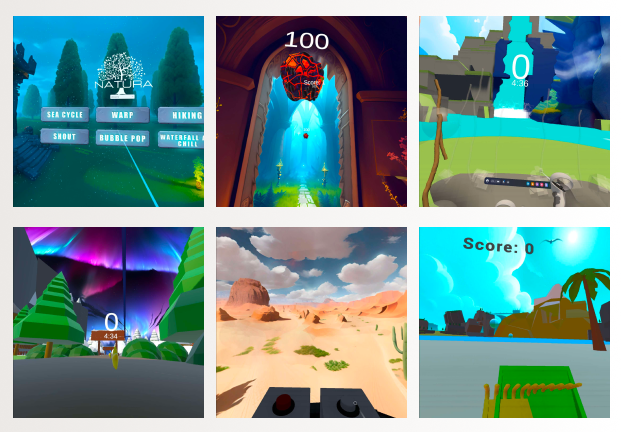 NATURA
SEA CYCLE
WARP
HIKING
SHOUT
BUBBLE POP
WATERFALL
CHILL
100
Score:
0
4:36
0
4:34
Score: 0